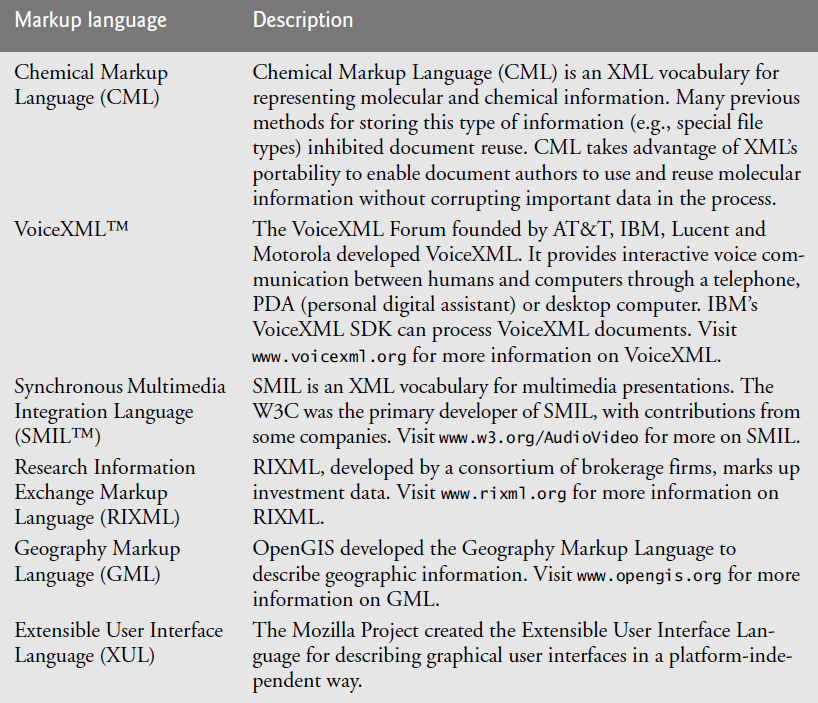 Markup language Description
Chemical Markup
Language (CML)
Chemical Markup Language (CML) is an XML vocabulary for
representing molecular and chemical information. Many previous
methods for storing this type of information (e.g., special file
types) inhibited document reuse. CML takes advantage of XML's
portability to enable document authors to use and reuse molecular
information without corrupting important data in the process.
VoiceXML™
The VoiceXML Forum founded by AT&T, IBM, Lucent and
Motorola developed VoiceXML. It provides interactive voice com-
munication between humans and computers through a telephone,
PDA (personal digital assistant) or desktop computer. IBM's
VoiceXML SDK can process VoiceXML documents. Visit
www.voicexml.org for more information on VoiceXML.
Synchronous Multimedia
Integration Language
(SMIL™)
SMIL is an XML vocabulary for multimedia presentations. The
W3C was the primary developer of SMIL, with contributions from
some companies. Visit www.w3.org/AudioVideo for more on SMIL.
Research Information
Exchange Markup
Language (RIXML)
RIXML, developed by a consortium of brokerage firms, marks up
investment data. Visit www.rixml.org for more information on
RIXML.
Geography Markup
Language (GML)
OpenGIS developed the Geography Markup Language to
describe geographic information. Visit www.opengis.org for more
information on GML.
Extensible User Interface
Language (XUL)
The Mozilla Project created the Extensible User Interface Lan-
guage for describing graphical user interfaces in a platform-inde-
pendent way.